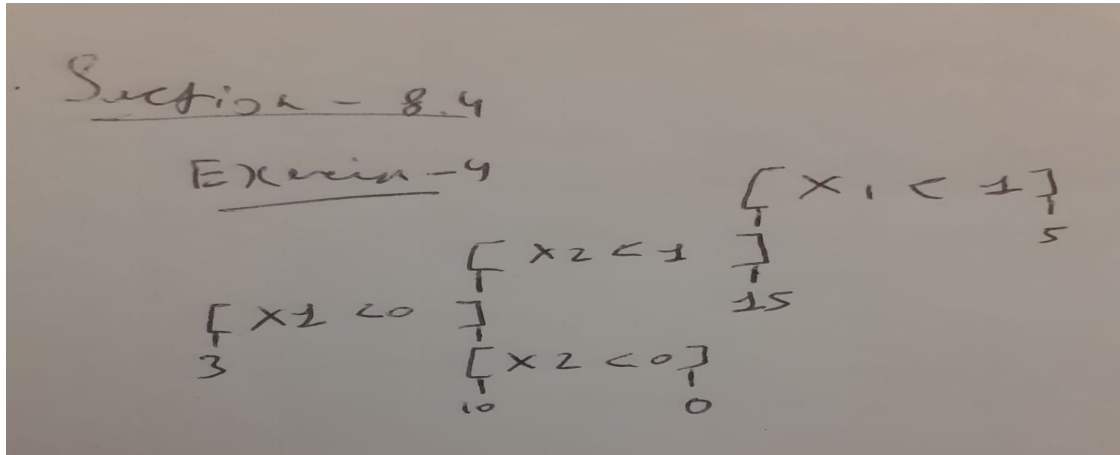 Section - 8.4
Exercise - 4
[ X1 < 1 ]
5
[ X2 < 1 ]
15
[ X1 < 0 ]
3
[ X2 < 0 ]
10 0